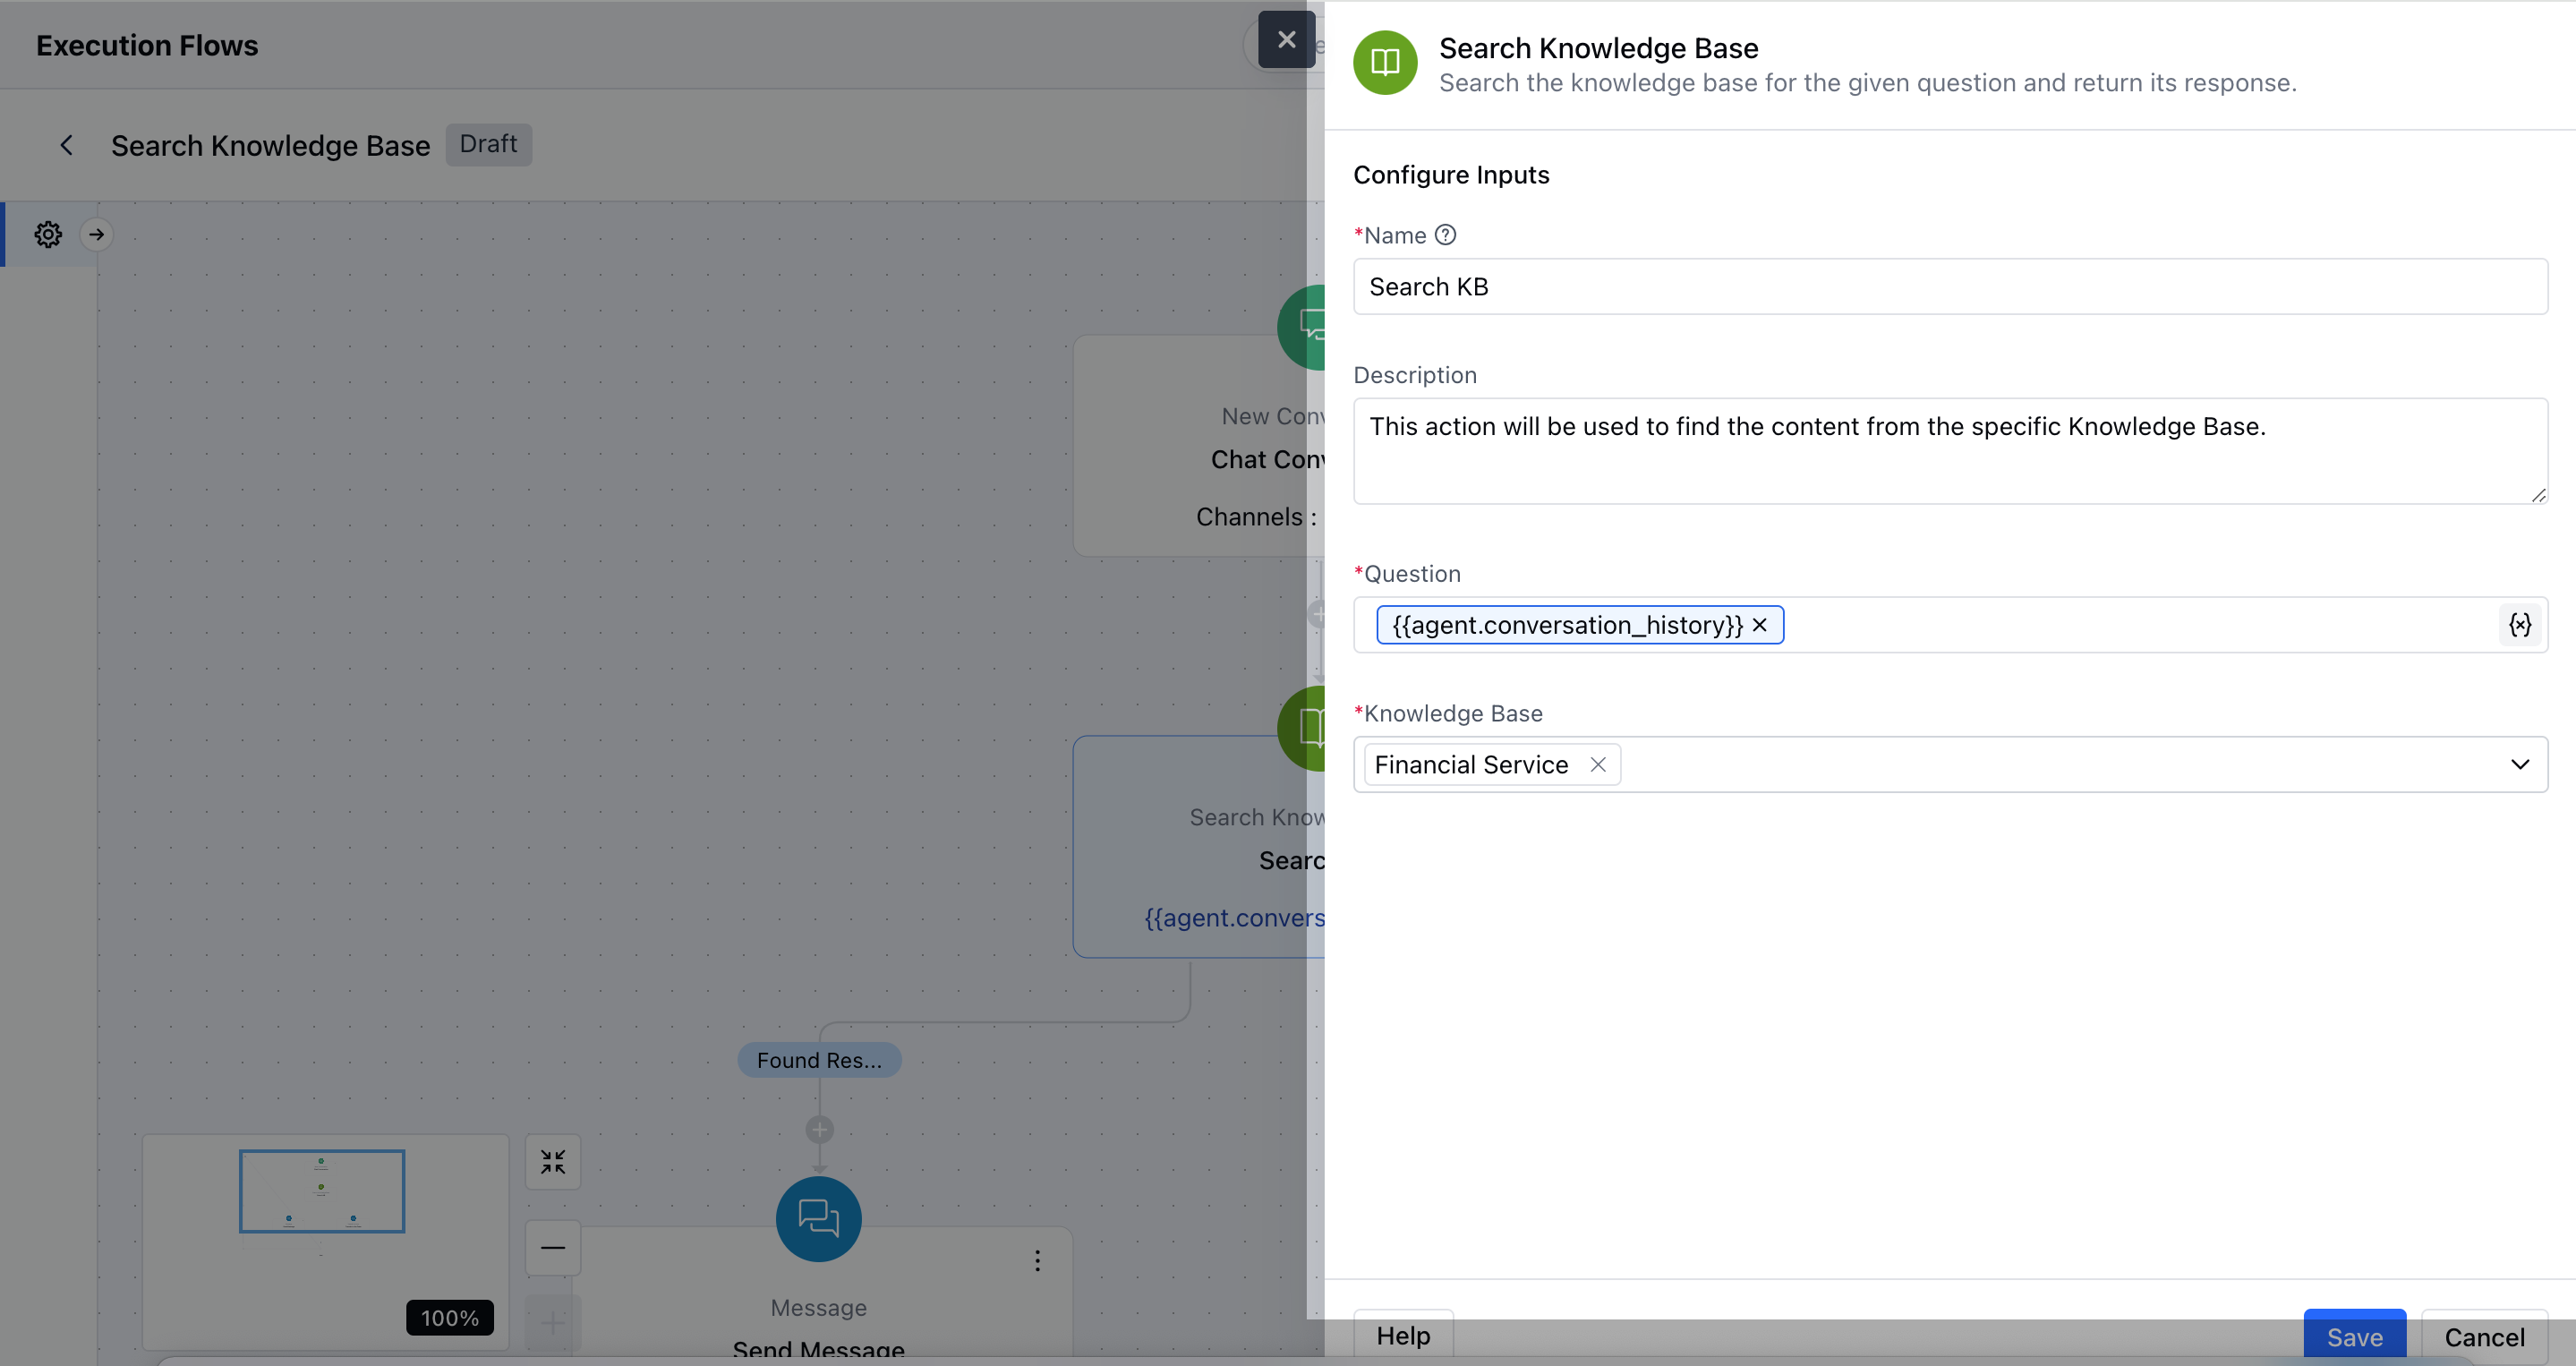 Execution Flows
Search Knowledge Base
Draft
New Conv
Chat Conv
Channels :
Search Know
Searc
{{agent.convers
Found Res...
100%
Message
Send Message
Search Knowledge Base
Search the knowledge base for the given question and return its response.
Configure Inputs
*Name
Search KB
Description
This action will be used to find the content from the specific Knowledge Base.
*Question
{{agent.conversation_history}}
{x}
*Knowledge Base
Financial Service
Help
Save
Cancel